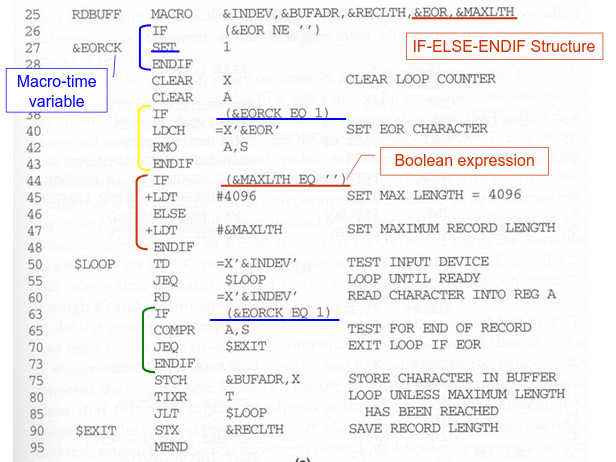 25 RDBUFF MACRO &INDEV,&BUFADR,&RECLTH,&EOR,&MAXLTH
26 IF (&EOR NE '')
27 &EORCK SET 1
28 ENDIF
IF-ELSE-ENDIF Structure
Macro-time
variable
CLEAR X CLEAR LOOP COUNTER
CLEAR A
38 IF (&EORCK EQ 1)
40 LDCH =X'&EOR' SET EOR CHARACTER
42 RMO A,S
43 ENDIF
Boolean expression
44 IF (&MAXLTH EQ '')
45 +LDT #4096 SET MAX LENGTH = 4096
46 ELSE
47 +LDT #&MAXLTH SET MAXIMUM RECORD LENGTH
48 ENDIF
50 $LOOP TD =X'&INDEV' TEST INPUT DEVICE
55 JEQ $LOOP LOOP UNTIL READY
60 RD =X'&INDEV' READ CHARACTER INTO REG A
63 IF (&EORCK EQ 1)
65 COMPR A,S TEST FOR END OF RECORD
70 JEQ $EXIT EXIT LOOP IF EOR
73 ENDIF
75 STCH &BUFADR,X STORE CHARACTER IN BUFFER
80 TIXR T LOOP UNLESS MAXIMUM LENGTH
85 JLT $LOOP HAS BEEN REACHED
90 $EXIT STX &RECLTH SAVE RECORD LENGTH
95 MEND